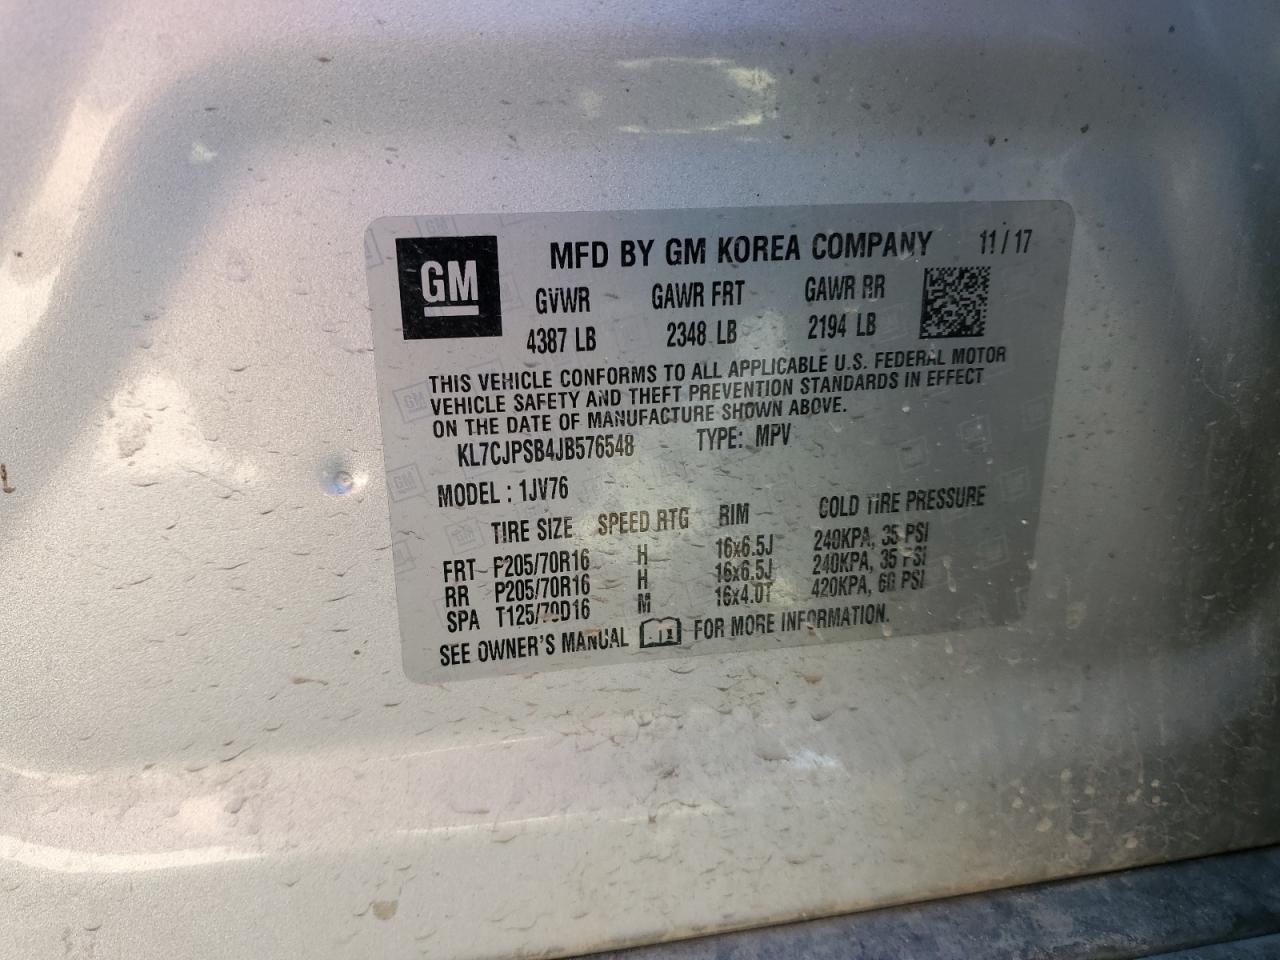 GM
MFD BY GM KOREA COMPANY 11/17
GVWR GAWR FRT GAWR RR
4387 LB 2348 LB 2194 LB
THIS VEHICLE CONFORMS TO ALL APPLICABLE U.S. FEDERAL MOTOR
VEHICLE SAFETY AND THEFT PREVENTION STANDARDS IN EFFECT
ON THE DATE OF MANUFACTURE SHOWN ABOVE.
KL7CJPSB4JB576548 TYPE: MPV
MODEL : 1JV76
TIRE SIZE SPEED RTG RIM COLD TIRE PRESSURE
FRT P205/70R16 H 16x6.5J 240KPA, 35 PSI
RR P205/70R16 H 16x6.5J 240KPA, 35 PSI
SPA T125/70D16 M 16x4.0T 420KPA, 60 PSI
SEE OWNER'S MANUAL FOR MORE INFORMATION.